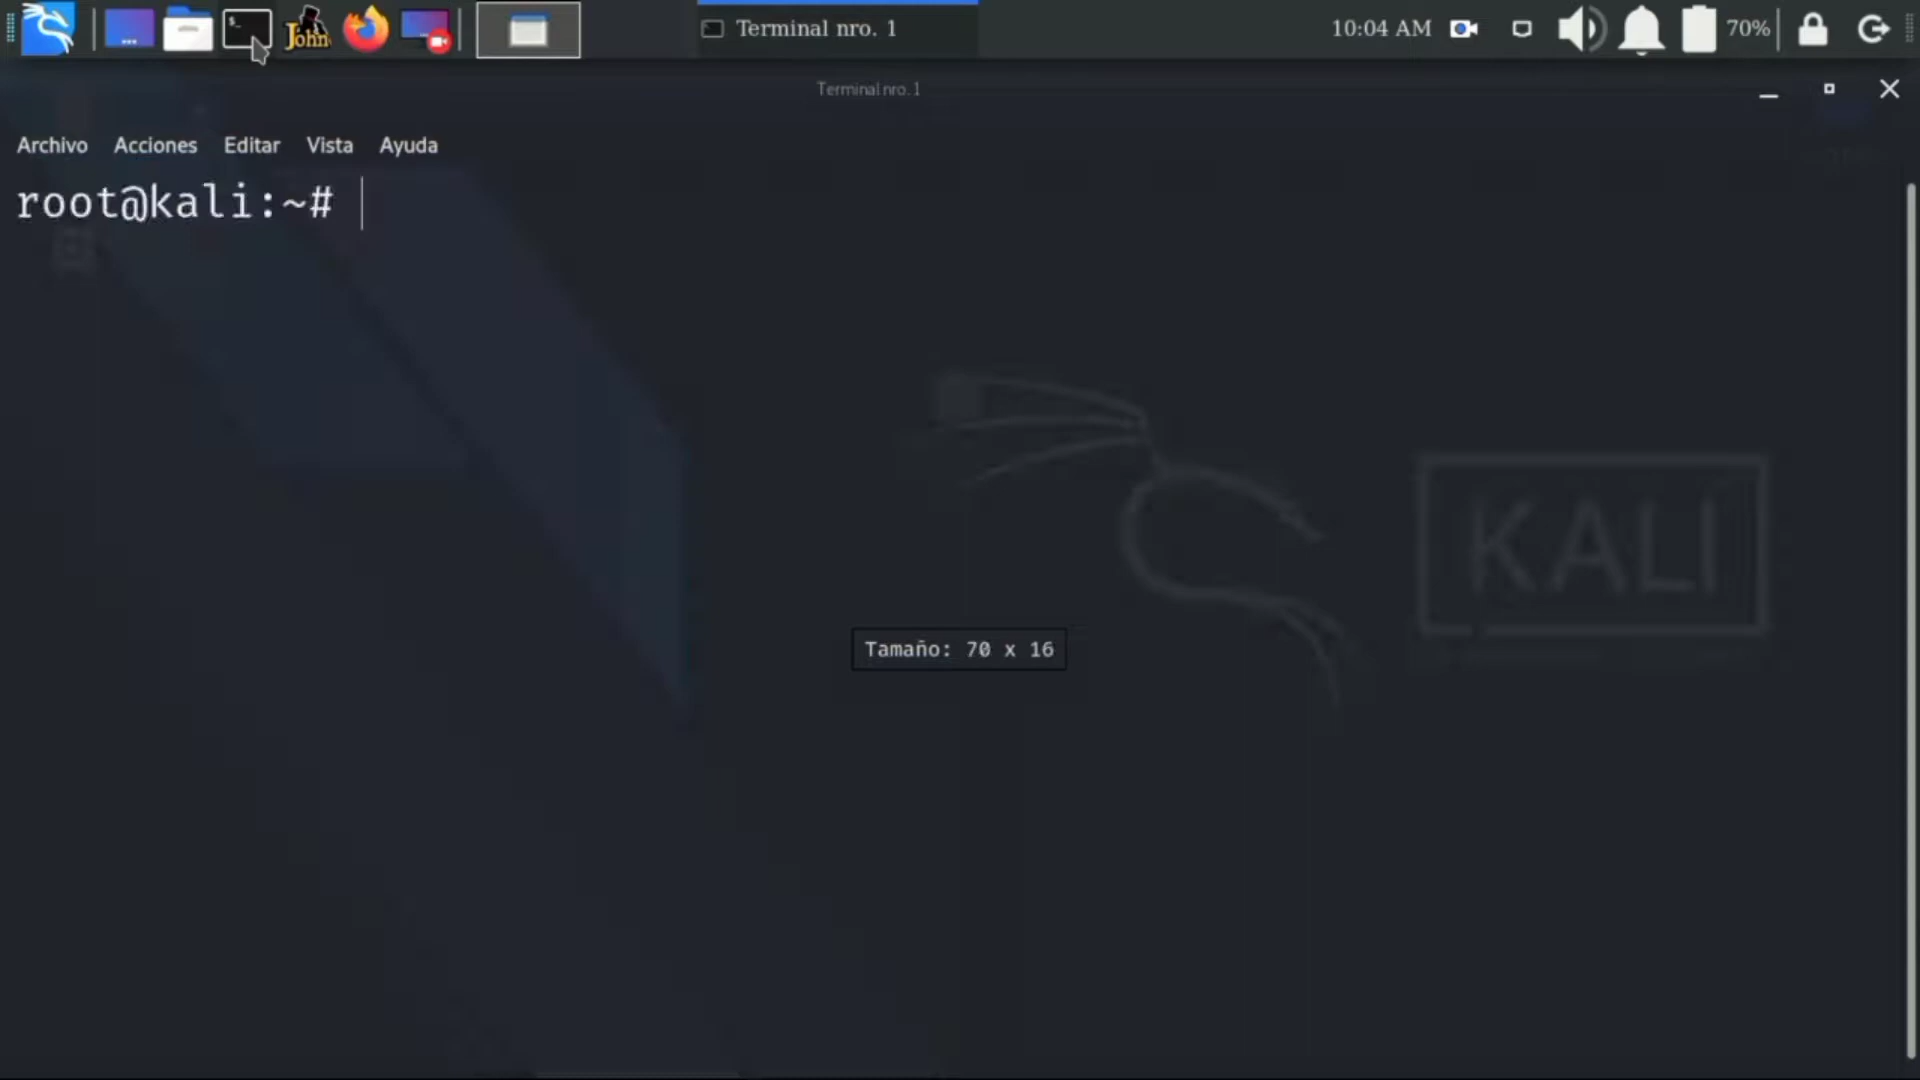 $_
John
Terminal nro. 1
10:04 AM
70%
Terminal nro. 1
Archivo Acciones Editar Vista Ayuda
root@kali:~#
KALI
Tamaño: 70 x 16